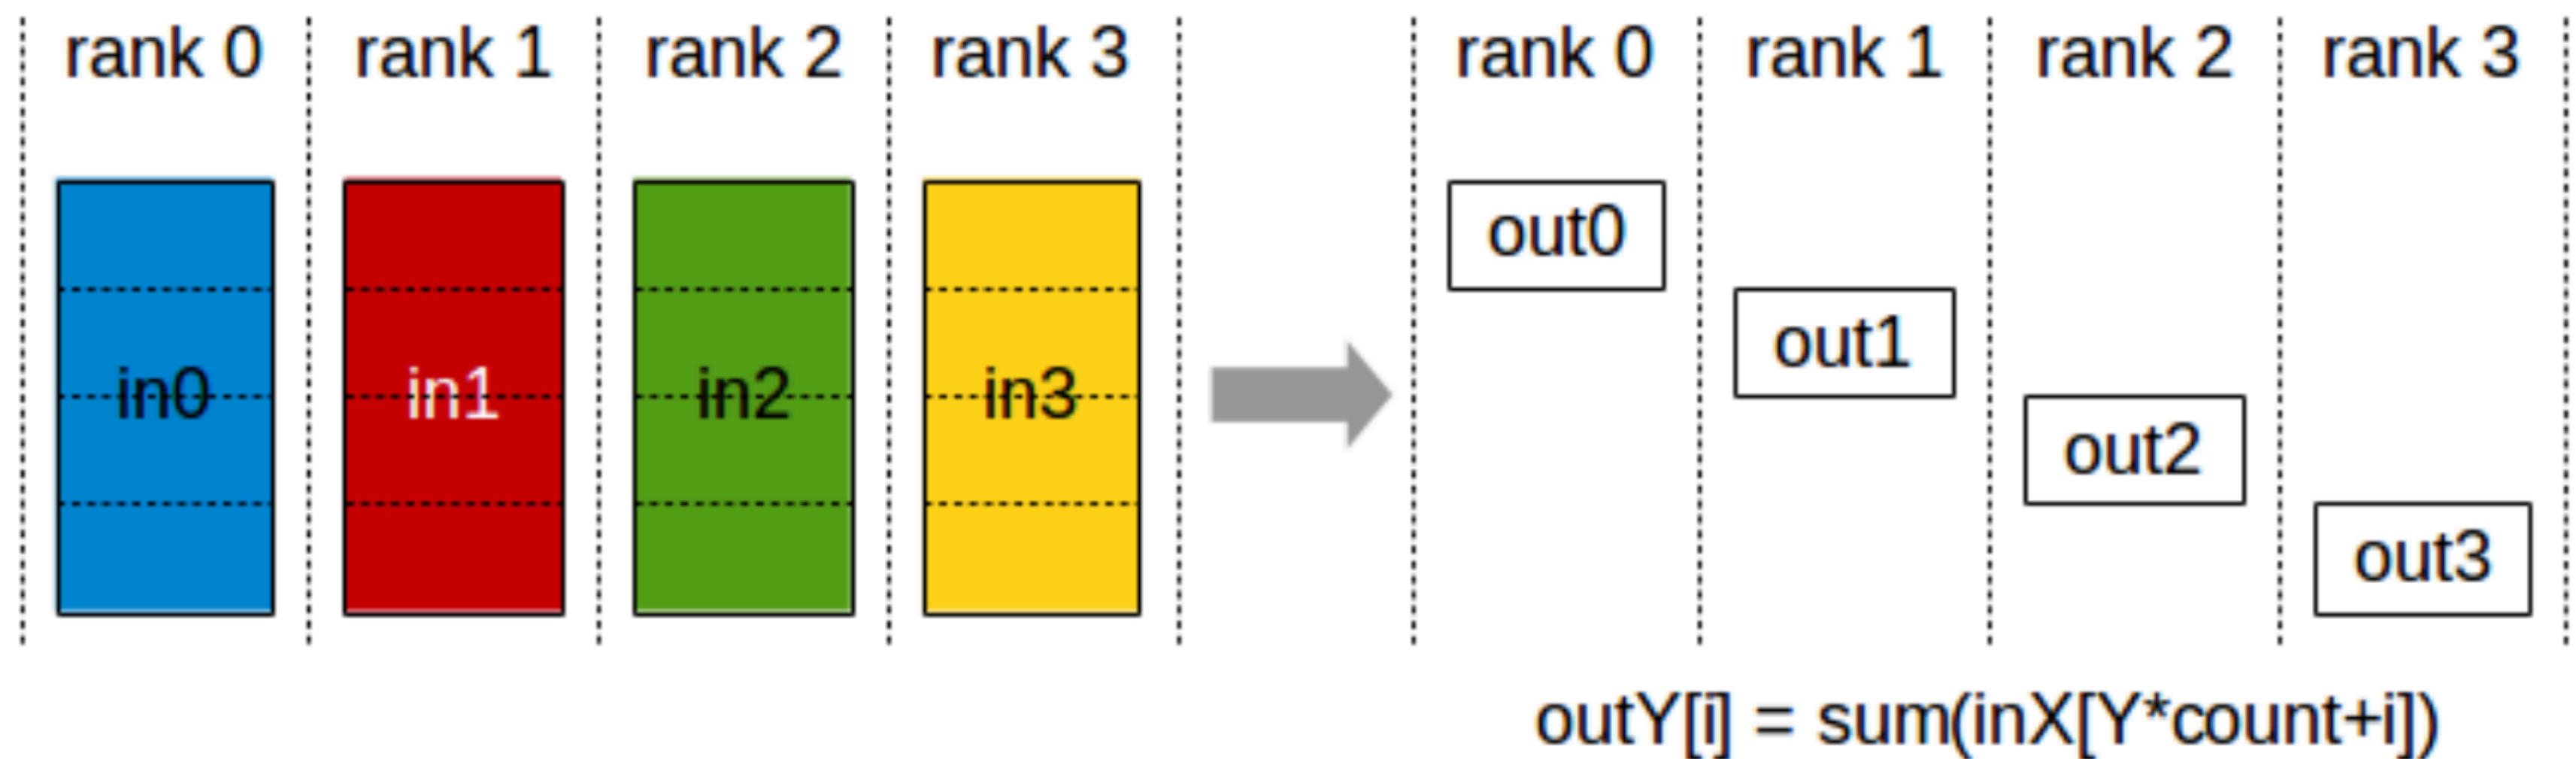 rank 0 rank 1 rank 2 rank 3 rank 0 rank 1 rank 2 rank 3
out0
out1
in0 in1 in2 in3
out2
out3
outY[i] = sum(inX[Y*count+i])